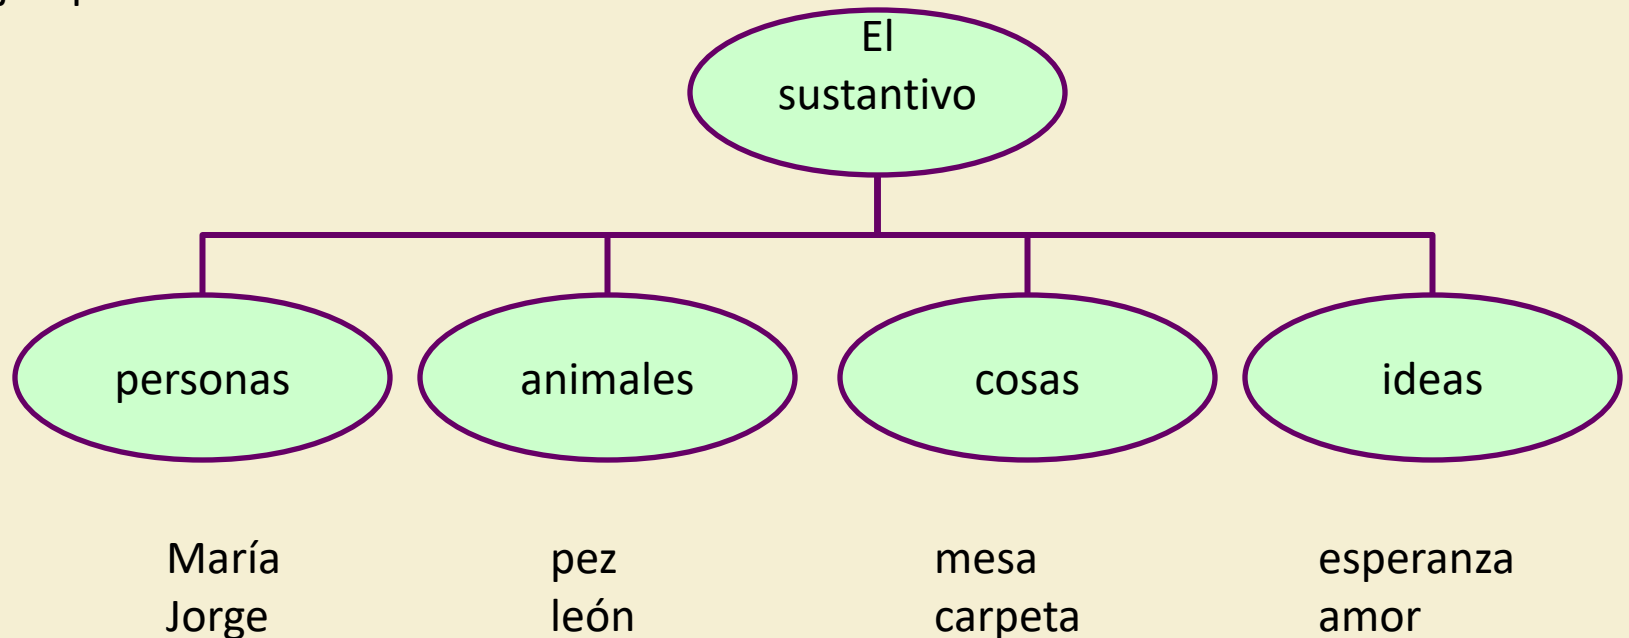 El
sustantivo
personas animales cosas ideas
María pez mesa esperanza
Jorge león carpeta amor